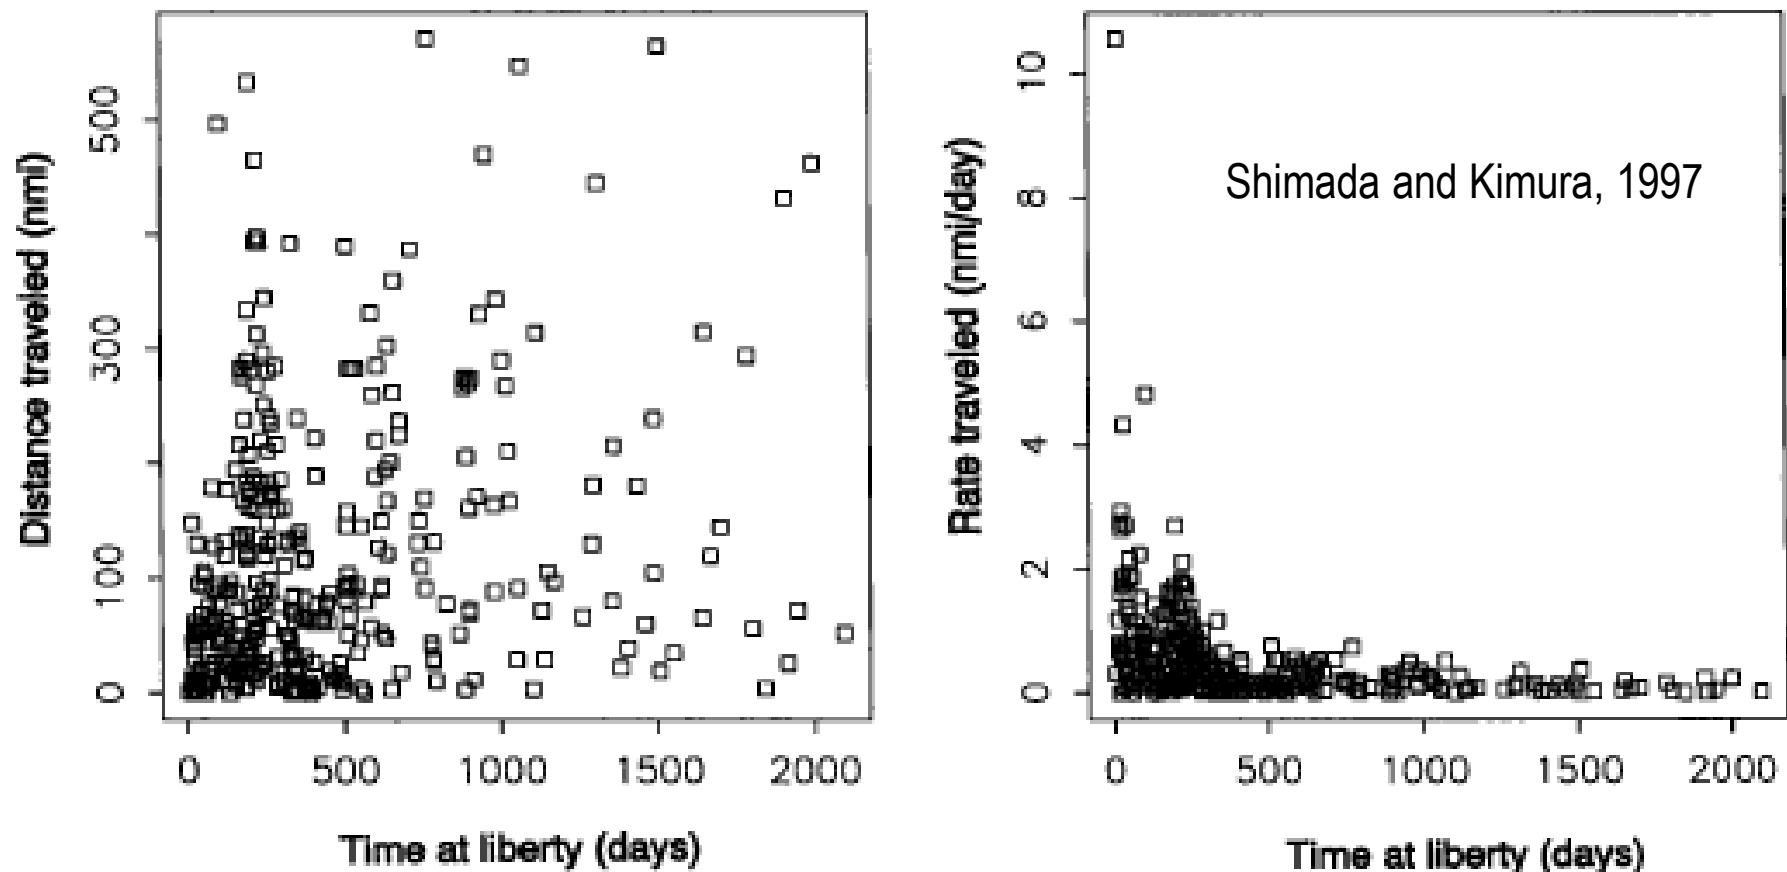 Distance traveled (nmi)
500
300
100
0
0 500 1000 1500 2000
Time at liberty (days)
Rate traveled (nmi/day)
10
8
6
4
2
0
Shimada and Kimura, 1997
0 500 1000 1500 2000
Time at liberty (days)